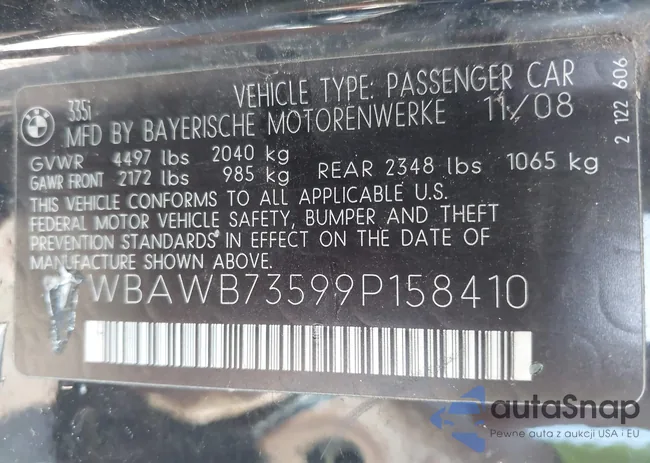 335i
VEHICLE TYPE: PASSENGER CAR
MFD BY BAYERISCHE MOTORENWERKE 11/08
GVWR 4497 lbs 2040 kg
GAWR FRONT 2172 lbs 985 kg REAR 2348 lbs 1065 kg
THIS VEHICLE CONFORMS TO ALL APPLICABLE U.S.
FEDERAL MOTOR VEHICLE SAFETY, BUMPER AND THEFT
PREVENTION STANDARDS IN EFFECT ON THE DATE OF
MANUFACTURE SHOWN ABOVE.
WBAWB73599P158410
2 122 606
autaSnap
Pewne auta z aukcji USA i EU